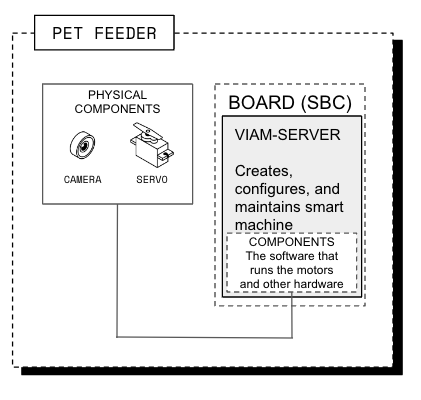 PET FEEDER
PHYSICAL
COMPONENTS
CAMERA
SERVO
BOARD (SBC)
VIAM-SERVER
Creates,
configures, and
maintains smart
machine
COMPONENTS
The software that
runs the motors
and other hardware